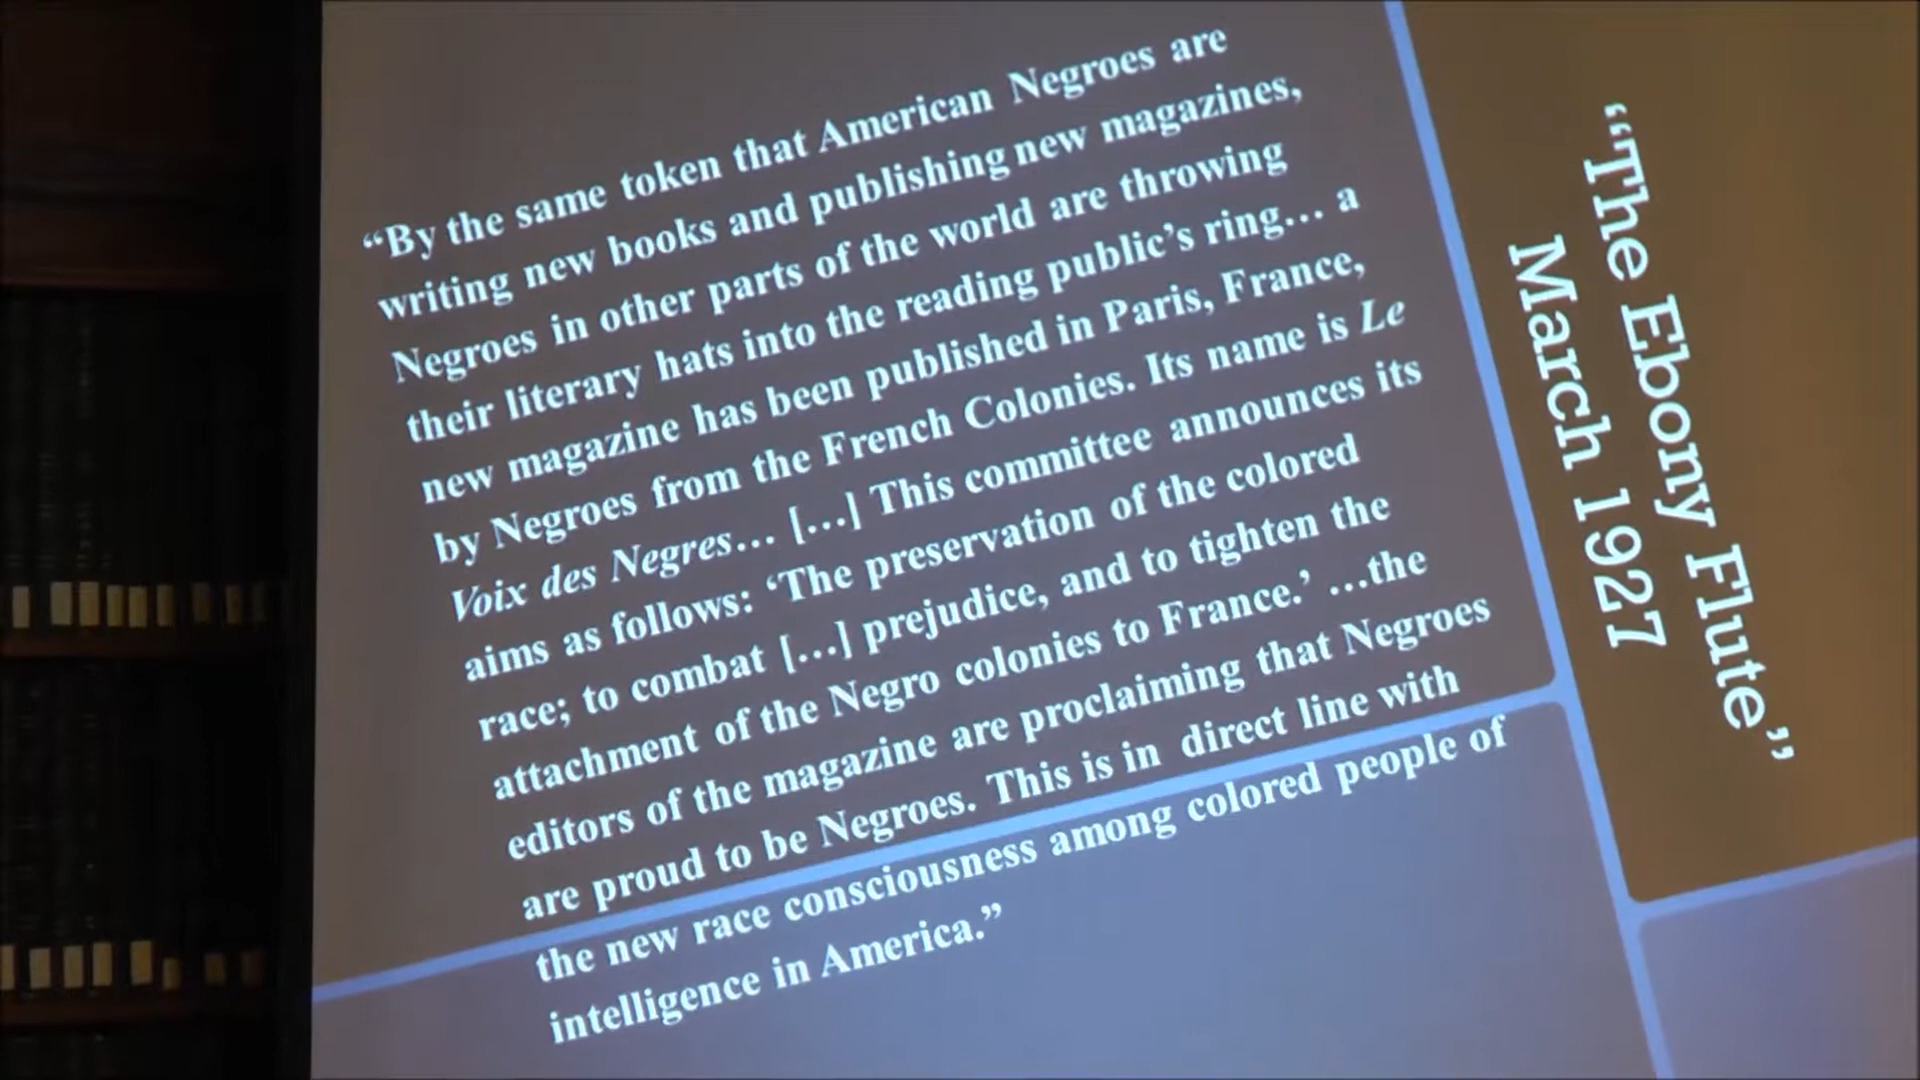 “By the same token that American Negroes are
writing new books and publishing new magazines,
Negroes in other parts of the world are throwing
their literary hats into the reading public’s ring… a
new magazine has been published in Paris, France,
by Negroes from the French Colonies. Its name is Le
Voix des Negres… […] This committee announces its
aims as follows: ‘The preservation of the colored
race; to combat […] prejudice, and to tighten the
attachment of the Negro colonies to France.’ …the
editors of the magazine are proclaiming that Negroes
are proud to be Negroes. This is in direct line with
the new race consciousness among colored people of
intelligence in America.”
“The Ebony Flute”
March 1927